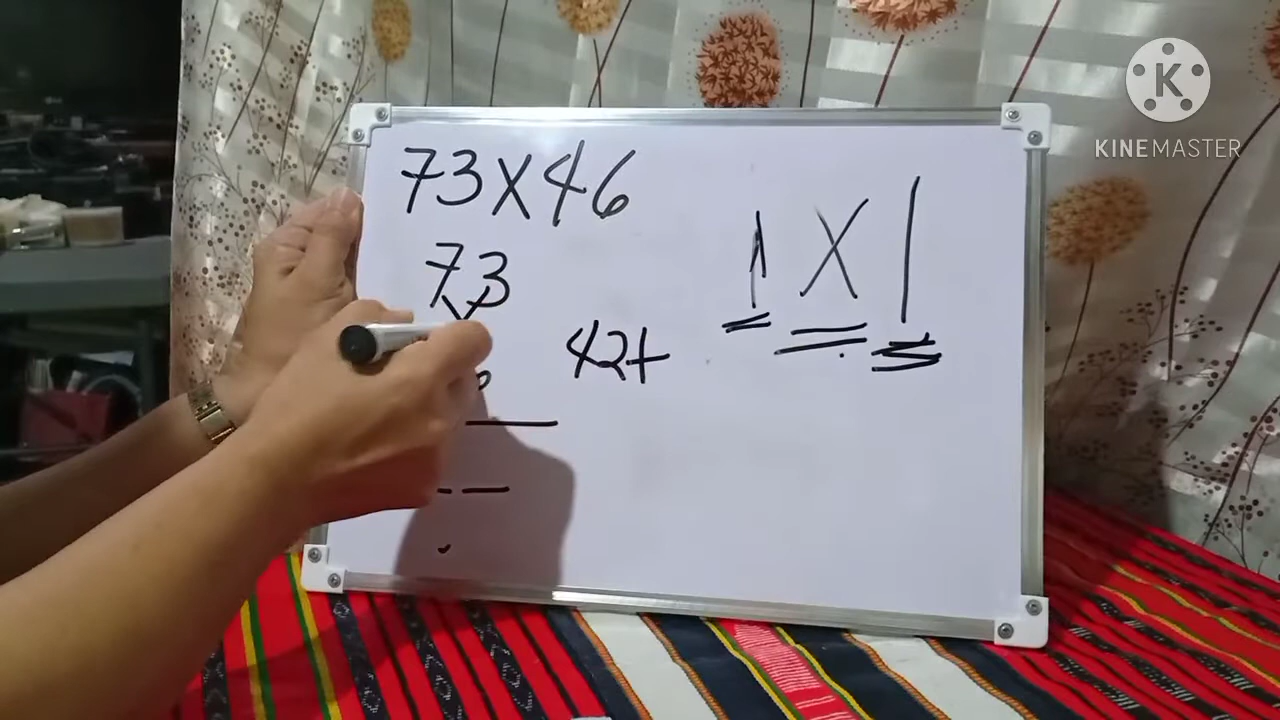 73X46
73
42+
1 X 1
K
KINEMASTER